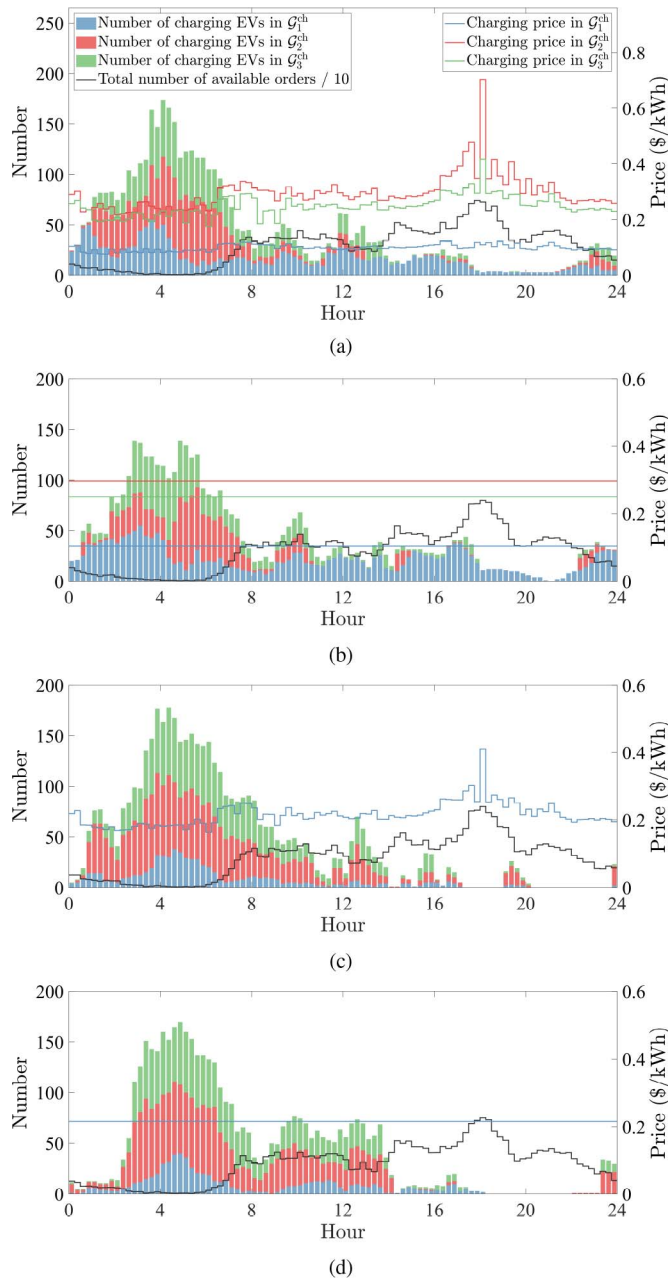 Number of charging EVs in 𝒢₁ᶜʰ
Number of charging EVs in 𝒢₂ᶜʰ
Number of charging EVs in 𝒢₃ᶜʰ
Total number of available orders / 10
Charging price in 𝒢₁ᶜʰ
Charging price in 𝒢₂ᶜʰ
Charging price in 𝒢₃ᶜʰ
250
200
150
100
50
0
Number
0.8
0.6
0.4
0.2
0
Price ($/kWh)
0 4 8 12 16 20 24
Hour
(a)
200
150
100
50
0
Number
0.6
0.4
0.2
0
Price ($/kWh)
0 4 8 12 16 20 24
Hour
(b)
200
150
100
50
0
Number
0.6
0.4
0.2
0
Price ($/kWh)
0 4 8 12 16 20 24
Hour
(c)
200
150
100
50
0
Number
0.6
0.4
0.2
0
Price ($/kWh)
0 4 8 12 16 20 24
Hour
(d)